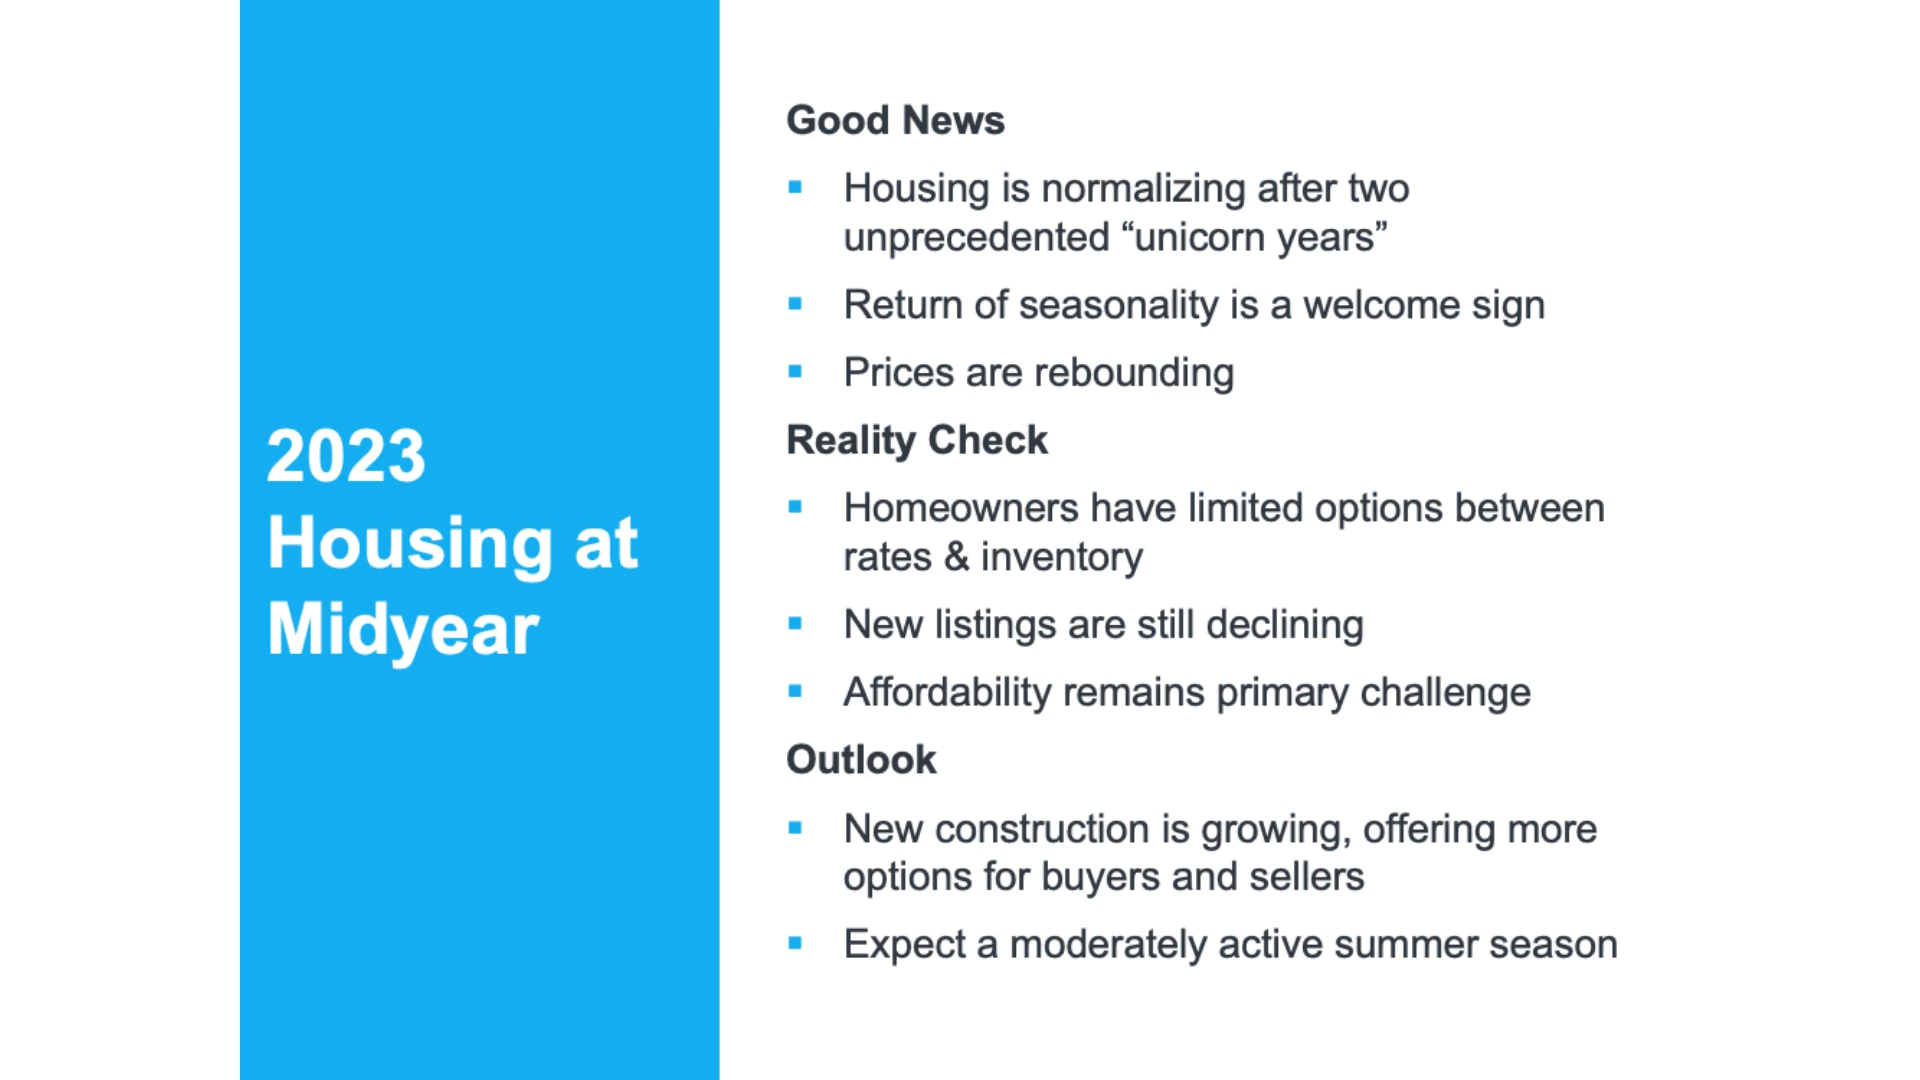 2023
Housing at
Midyear
Good News
▪ Housing is normalizing after two
unprecedented “unicorn years”
▪ Return of seasonality is a welcome sign
▪ Prices are rebounding
Reality Check
▪ Homeowners have limited options between
rates & inventory
▪ New listings are still declining
▪ Affordability remains primary challenge
Outlook
▪ New construction is growing, offering more
options for buyers and sellers
▪ Expect a moderately active summer season